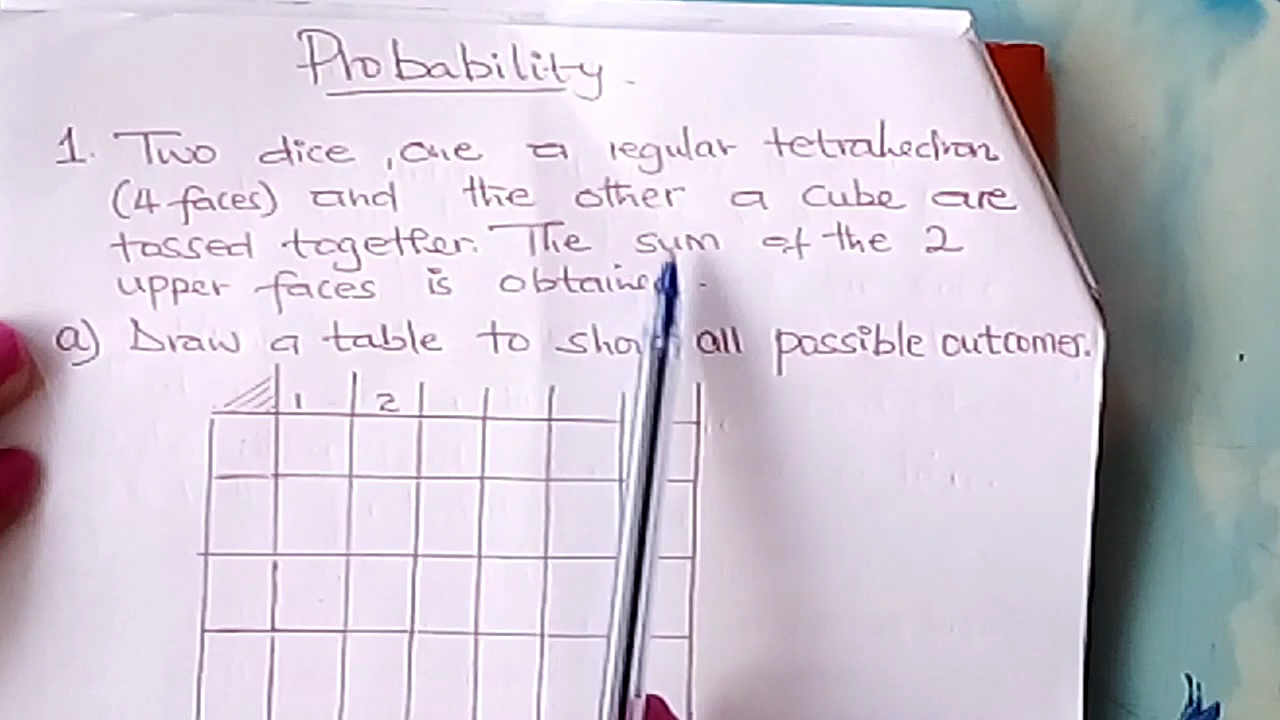 Probability.
1. Two dice, one a regular tetrahedron
(4 faces) and the other a cube are
tossed together. The sum of the 2
upper faces is obtained.
a) Draw a table to show all possible outcomes.
1 2